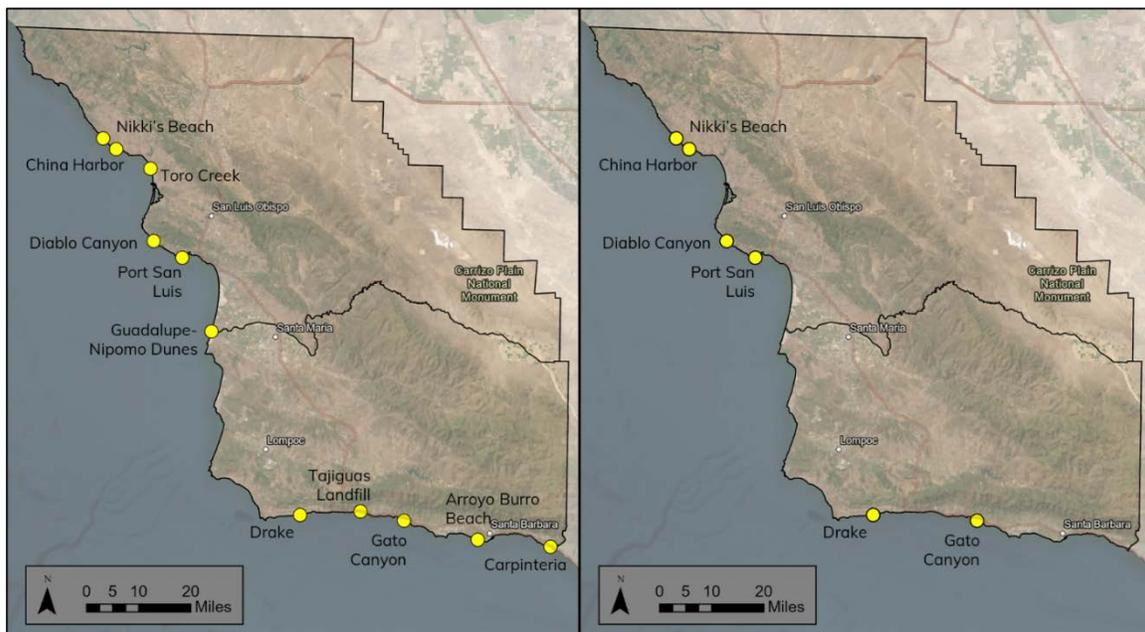 Nikki's Beach
China Harbor
Toro Creek
San Luis Obispo
Diablo Canyon
Port San
Luis
Carrizo Plain
National
Monument
Guadalupe-
Nipomo Dunes
Santa Maria
Lompoc
Tajiguas
Landfill
Arroyo Burro
Beach
Santa Barbara
Drake
Gato
Canyon
Carpinteria
N
0 5 10 20
Miles
Nikki's Beach
China Harbor
San Luis Obispo
Diablo Canyon
Port San
Luis
Carrizo Plain
National
Monument
Santa Maria
Lompoc
Santa Barbara
Drake
Gato
Canyon
N
0 5 10 20
Miles